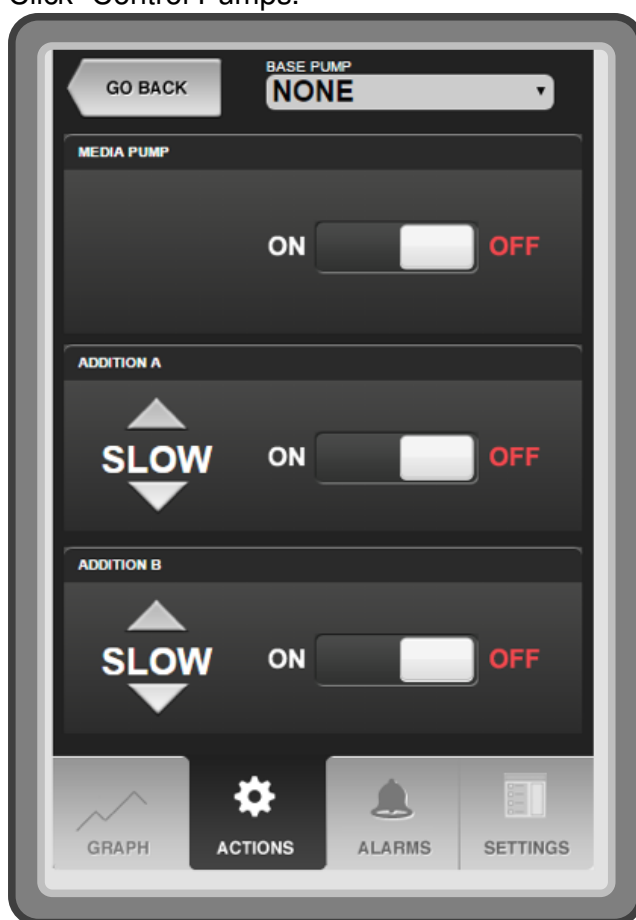 Click "Control Pumps."
GO BACK
BASE PUMP
NONE
MEDIA PUMP
ON OFF
ADDITION A
SLOW ON OFF
ADDITION B
SLOW ON OFF
GRAPH ACTIONS ALARMS SETTINGS